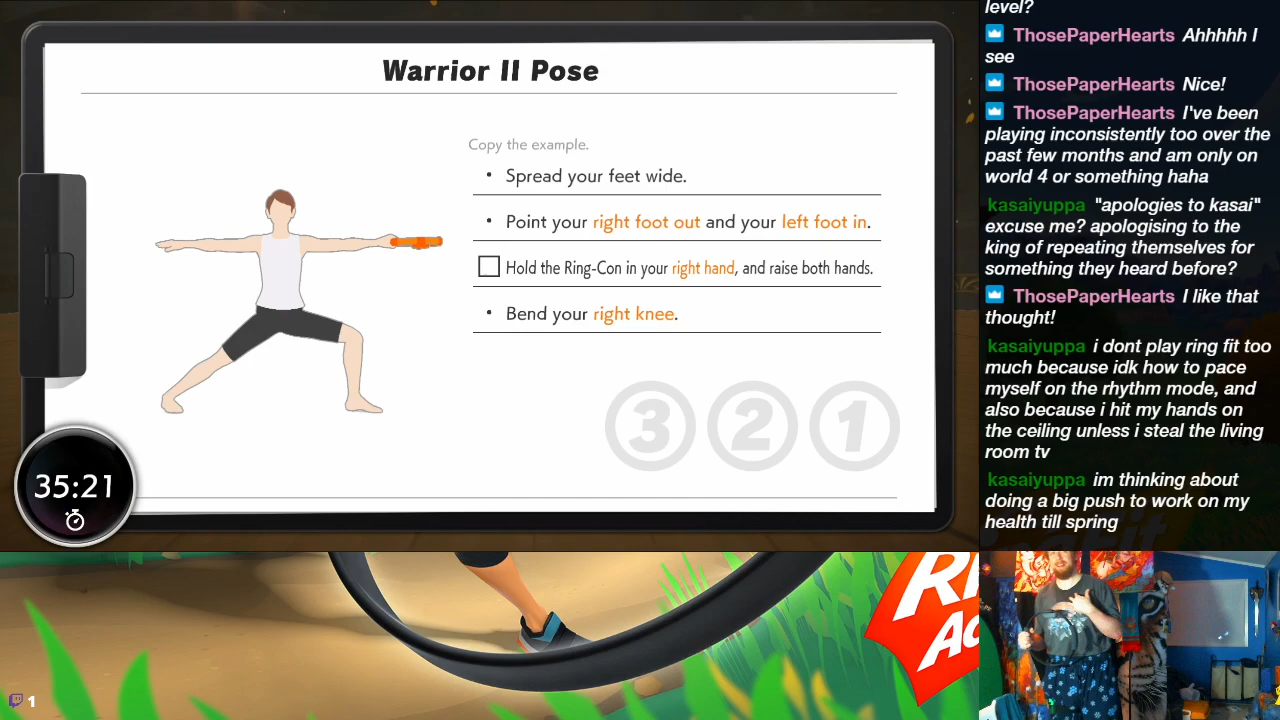 Warrior II Pose
Copy the example.
• Spread your feet wide.
• Point your right foot out and your left foot in.
Hold the Ring-Con in your right hand, and raise both hands.
• Bend your right knee.
3 2 1
35:21
1
level?
ThosePaperHearts Ahhhhh I
see
ThosePaperHearts Nice!
ThosePaperHearts I've been
playing inconsistently too over the
past few months and am only on
world 4 or something haha
kasaiyuppa "apologies to kasai"
excuse me? apologising to the
king of repeating themselves for
something they heard before?
ThosePaperHearts I like that
thought!
kasaiyuppa i dont play ring fit too
much because idk how to pace
myself on the rhythm mode, and
also because i hit my hands on
the ceiling unless i steal the living
room tv
kasaiyuppa im thinking about
doing a big push to work on my
health till spring